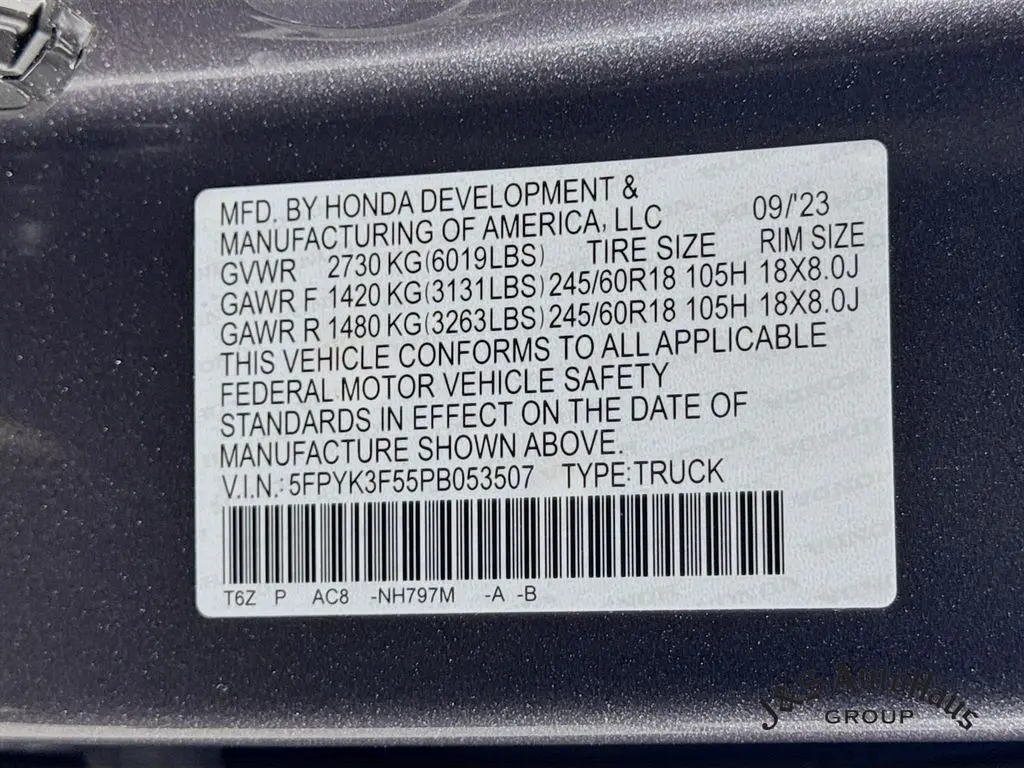 MFD. BY HONDA DEVELOPMENT &
MANUFACTURING OF AMERICA, LLC 09/'23
GVWR 2730 KG(6019LBS) TIRE SIZE RIM SIZE
GAWR F 1420 KG(3131LBS) 245/60R18 105H 18X8.0J
GAWR R 1480 KG(3263LBS) 245/60R18 105H 18X8.0J
THIS VEHICLE CONFORMS TO ALL APPLICABLE
FEDERAL MOTOR VEHICLE SAFETY
STANDARDS IN EFFECT ON THE DATE OF
MANUFACTURE SHOWN ABOVE.
V.I.N.: 5FPYK3F55PB053507 TYPE: TRUCK
T6Z P AC8 -NH797M -A -B
J&S AutoHaus
GROUP